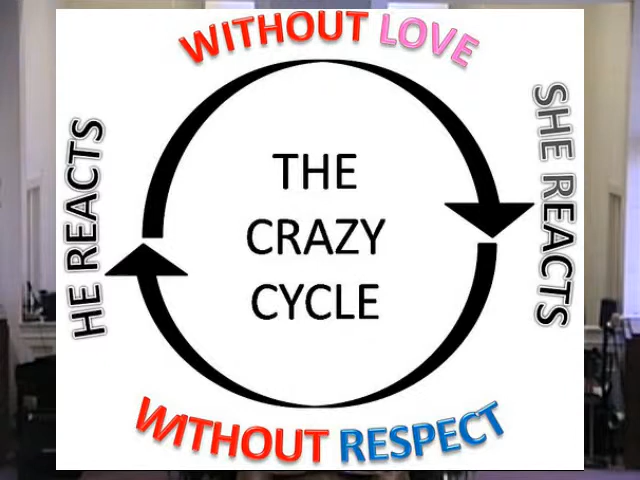 WITHOUT LOVE
SHE REACTS
THE
CRAZY
CYCLE
HE REACTS
WITHOUT RESPECT